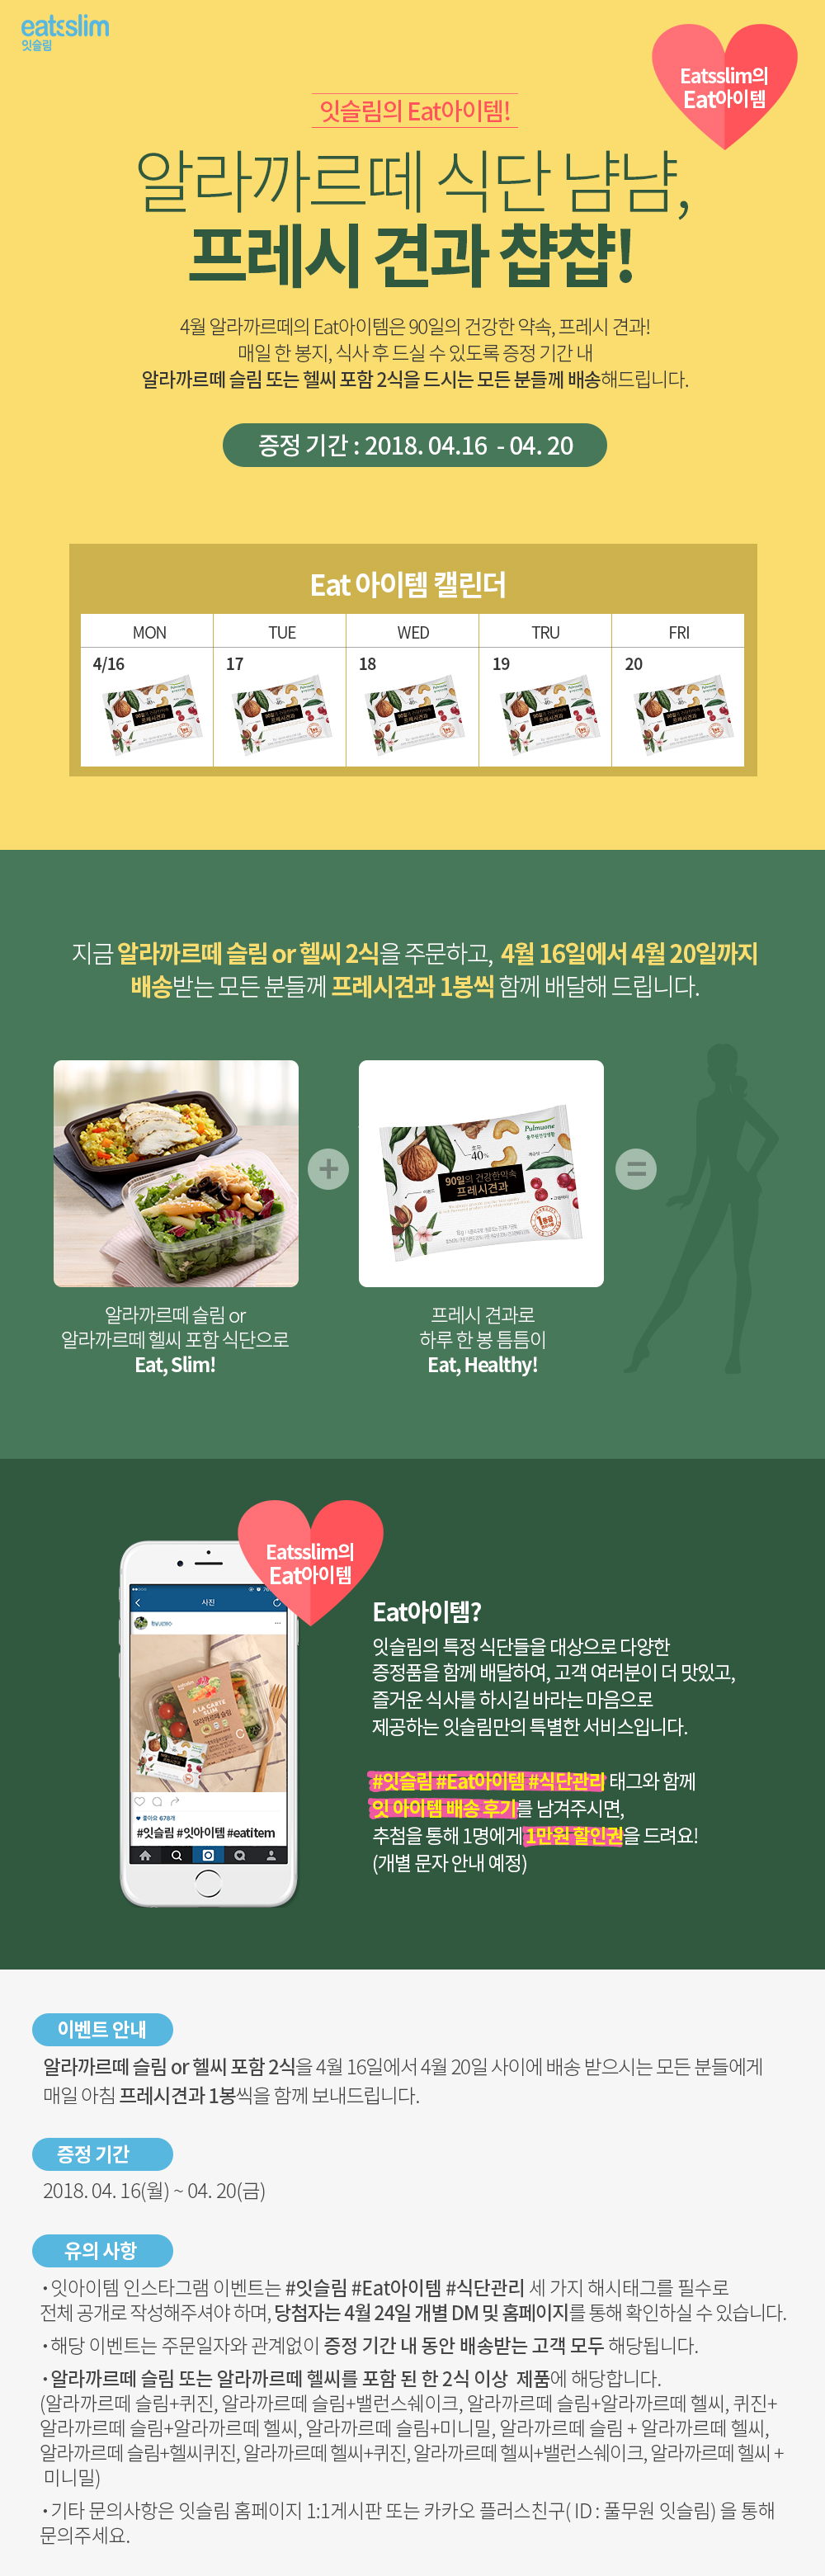 eatsslim
잇슬림
Eatsslim의
Eat아이템
잇슬림의 Eat아이템!
알라까르떼 식단 냠냠,
프레시 견과 챱챱!
4월 알라까르떼의 Eat아이템은 90일의 건강한 약속, 프레시 견과!
매일 한 봉지, 식사 후 드실 수 있도록 증정 기간 내
알라까르떼 슬림 또는 헬씨 포함 2식을 드시는 모든 분들께 배송해드립니다.
증정 기간 : 2018. 04.16 - 04. 20
Eat 아이템 캘린더
MON TUE WED TRU FRI
4/16 17 18 19 20
지금 알라까르떼 슬림 or 헬씨 2식을 주문하고, 4월 16일에서 4월 20일까지
배송받는 모든 분들께 프레시견과 1봉씩 함께 배달해 드립니다.
Pulmuone
풀무원건강생활
호두
40%
90일의 건강한약속
프레시견과
+
=
알라까르떼 슬림 or
알라까르떼 헬씨 포함 식단으로
Eat, Slim!
프레시 견과로
하루 한 봉 틈틈이
Eat, Healthy!
Eatsslim의
Eat아이템
사진
A LA CARTE
SLIM
알라까르떼 슬림
좋아요 678개
#잇슬림 #잇아이템 #eatitem
Eat아이템?
잇슬림의 특정 식단들을 대상으로 다양한
증정품을 함께 배달하여, 고객 여러분이 더 맛있고,
즐거운 식사를 하시길 바라는 마음으로
제공하는 잇슬림만의 특별한 서비스입니다.
#잇슬림 #Eat아이템 #식단관리 태그와 함께
잇 아이템 배송 후기를 남겨주시면,
추첨을 통해 1명에게 1만원 할인권을 드려요!
(개별 문자 안내 예정)
이벤트 안내
알라까르떼 슬림 or 헬씨 포함 2식을 4월 16일에서 4월 20일 사이에 배송 받으시는 모든 분들에게
매일 아침 프레시견과 1봉씩을 함께 보내드립니다.
증정 기간
2018. 04. 16(월) ~ 04. 20(금)
유의 사항
• 잇아이템 인스타그램 이벤트는 #잇슬림 #Eat아이템 #식단관리 세 가지 해시태그를 필수로
전체 공개로 작성해주셔야 하며, 당첨자는 4월 24일 개별 DM 및 홈페이지를 통해 확인하실 수 있습니다.
• 해당 이벤트는 주문일자와 관계없이 증정 기간 내 동안 배송받는 고객 모두 해당됩니다.
• 알라까르떼 슬림 또는 알라까르떼 헬씨를 포함 된 한 2식 이상 제품에 해당합니다.
(알라까르떼 슬림+퀴진, 알라까르떼 슬림+밸런스쉐이크, 알라까르떼 슬림+알라까르떼 헬씨, 퀴진+
알라까르떼 슬림+알라까르떼 헬씨, 알라까르떼 슬림+미니밀, 알라까르떼 슬림 + 알라까르떼 헬씨,
알라까르떼 슬림+헬씨퀴진, 알라까르떼 헬씨+퀴진, 알라까르떼 헬씨+밸런스쉐이크, 알라까르떼 헬씨 +
미니밀)
• 기타 문의사항은 잇슬림 홈페이지 1:1게시판 또는 카카오 플러스친구( ID : 풀무원 잇슬림) 을 통해
문의주세요.